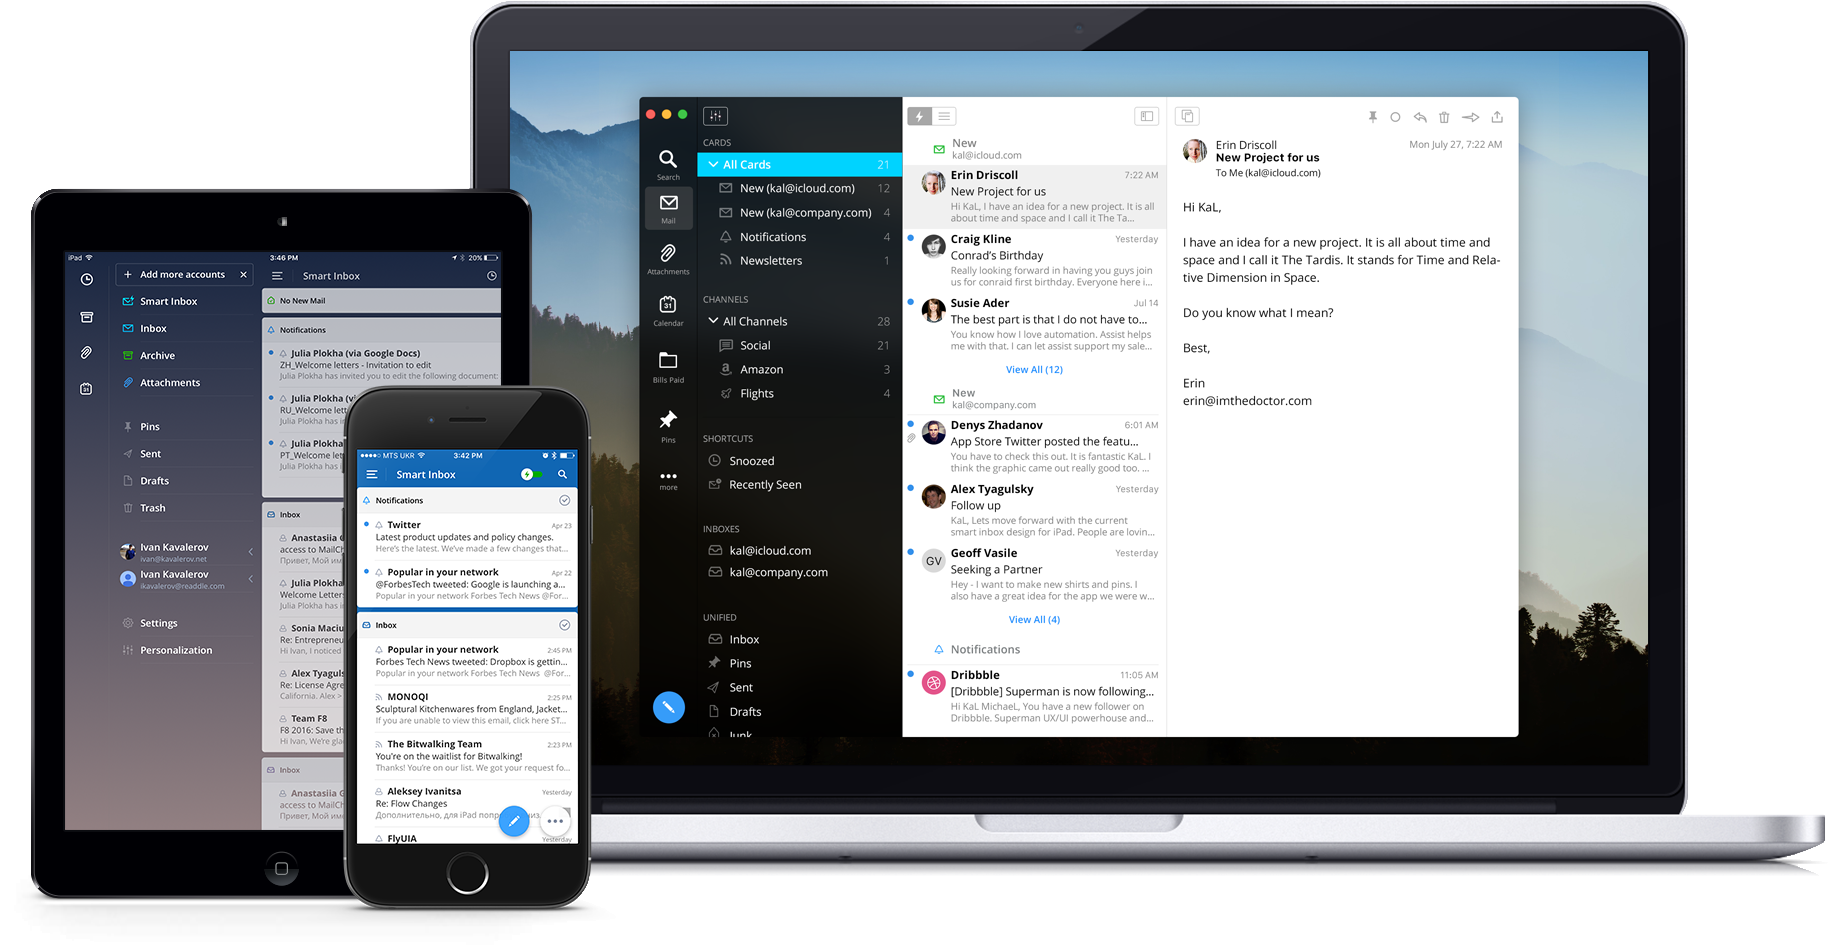 iPad
3:46 PM
20%
+ Add more accounts ×
Smart Inbox
Smart Inbox
Inbox
Archive
Attachments
31
Pins
Sent
Drafts
Trash
Ivan Kavalerov
ivan@kavalerov.net
Ivan Kavalerov
ikavalerov@readdle.com
Settings
Personalization
No New Mail
Notifications
Julia Plokha (via Google Docs)
ZH_Welcome letters - Invitation to edit
Julia Plokha has invited you to edit the following document:
Julia Plokha (v
RU_Welcome lett
Julia Plokha has in
Julia Plokha
PT_Welcome le
Julia Plokha has i
Inbox
Anastasiia G
access to MailCh
Привет, Мой им
Julia Plokha
Welcome Letters
Julia Plokha has i
Sonia Maciu
Re: Entrepreneu
Hi Ivan, I noticed
Alex Tyaguls
Re: License Agre
California. Alex >
Team F8
F8 2016: Save th
Hi Ivan, We're gla
Inbox
Anastasiia G
access to MailCh
Привет, Мой им
MTS UKR
3:42 PM
Smart Inbox
Notifications
Twitter
Apr 23
Latest product updates and policy changes.
Here's the latest. We've made a few changes that...
Popular in your network
Apr 22
@ForbesTech tweeted: Google is launching a...
Popular in your network Forbes Tech News @For...
Inbox
Popular in your network
2:45 PM
Forbes Tech News tweeted: Dropbox is gettin...
Popular in your network Forbes Tech News @Fo...
MONOQI
2:25 PM
Sculptural Kitchenwares from England, Jacket...
If you are unable to view this email, click here ST...
The Bitwalking Team
2:23 PM
You're on the waitlist for Bitwalking!
Thanks! You're on our list. We got your request fo...
Aleksey Ivanitsa
Yesterday
Re: Flow Changes
Дополнительно, для iPad
FlyUIA
Yesterday
Search
Mail
Attachments
31
Calendar
Bills Paid
Pins
more
CARDS
All Cards 21
New (kal@icloud.com) 12
New (kal@company.com) 4
Notifications 4
Newsletters 1
CHANNELS
All Channels 28
Social 21
Amazon 3
Flights 4
SHORTCUTS
Snoozed
Recently Seen
INBOXES
kal@icloud.com
kal@company.com
UNIFIED
Inbox
Pins
Sent
Drafts
Junk
New
kal@icloud.com
Erin Driscoll 7:22 AM
New Project for us
Hi KaL, I have an idea for a new project. It is all
about time and space and I call it The Ta...
Craig Kline Yesterday
Conrad's Birthday
Really looking forward in having you guys join
us for conraid first birthday. Everyone here i...
Susie Ader Jul 14
The best part is that I do not have to...
You know how I love automation. Assist helps
me with that. I can let assist support my sale...
View All (12)
New
kal@company.com
Denys Zhadanov 6:01 AM
App Store Twitter posted the featu...
You have to check this out. It is fantastic KaL. I
think the graphic came out really good too. ...
Alex Tyagulsky Yesterday
Follow up
KaL, Lets move forward with the current
smart inbox design for iPad. People are lovin...
GV
Geoff Vasile Yesterday
Seeking a Partner
Hey - I want to make new shirts and pins. I
also have a great idea for the app we were w...
View All (4)
Notifications
Dribbble 11:05 AM
[Dribbble] Superman is now following...
Hi KaL MichaeL, You have a new follower on
Dribbble. Superman UX/UI powerhouse and...
Erin Driscoll
Mon July 27, 7:22 AM
New Project for us
To Me (kal@icloud.com)
Hi KaL,
I have an idea for a new project. It is all about time and
space and I call it The Tardis. It stands for Time and Rela-
tive Dimension in Space.
Do you know what I mean?
Best,
Erin
erin@imthedoctor.com